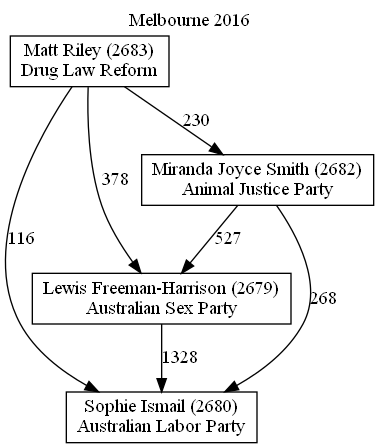 Melbourne 2016
Matt Riley (2683)
Drug Law Reform
230
378
Miranda Joyce Smith (2682)
Animal Justice Party
116
527
Lewis Freeman-Harrison (2679)
Australian Sex Party
268
1328
Sophie Ismail (2680)
Australian Labor Party